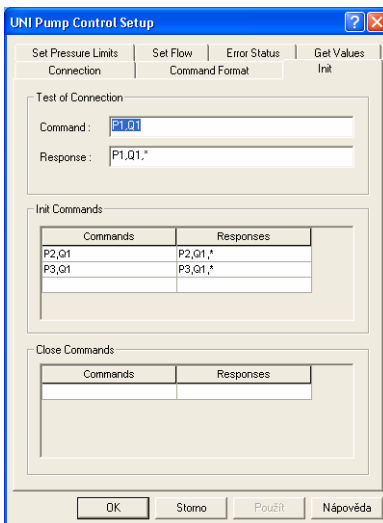 UNI Pump Control Setup
Set Pressure Limits Set Flow Error Status Get Values
Connection Command Format Init
Test of Connection
Command : P1,Q1
Response : P1,Q1,*
Init Commands
Commands Responses
P2,Q1 P2,Q1,*
P3,Q1 P3,Q1,*
Close Commands
Commands Responses
OK Storno Použít Nápověda